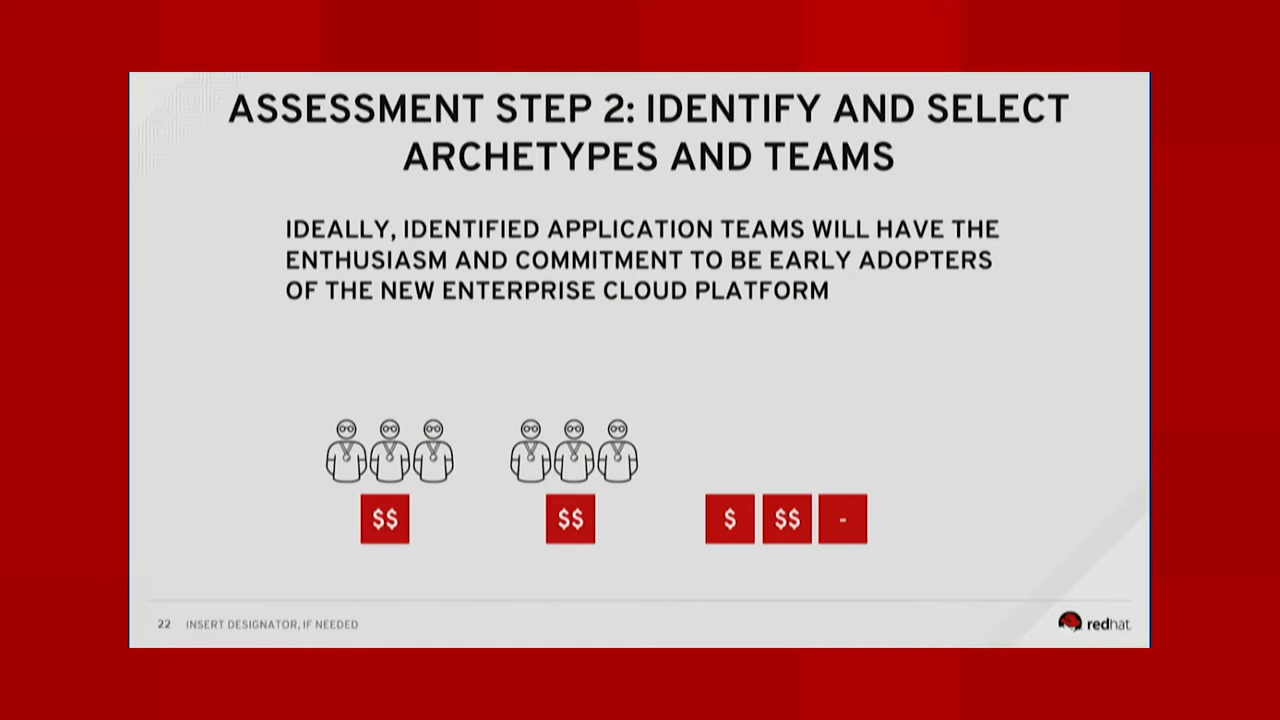 ASSESSMENT STEP 2: IDENTIFY AND SELECT
ARCHETYPES AND TEAMS
IDEALLY, IDENTIFIED APPLICATION TEAMS WILL HAVE THE
ENTHUSIASM AND COMMITMENT TO BE EARLY ADOPTERS
OF THE NEW ENTERPRISE CLOUD PLATFORM
$$ $$ $ $$ -
22 INSERT DESIGNATOR, IF NEEDED
redhat.